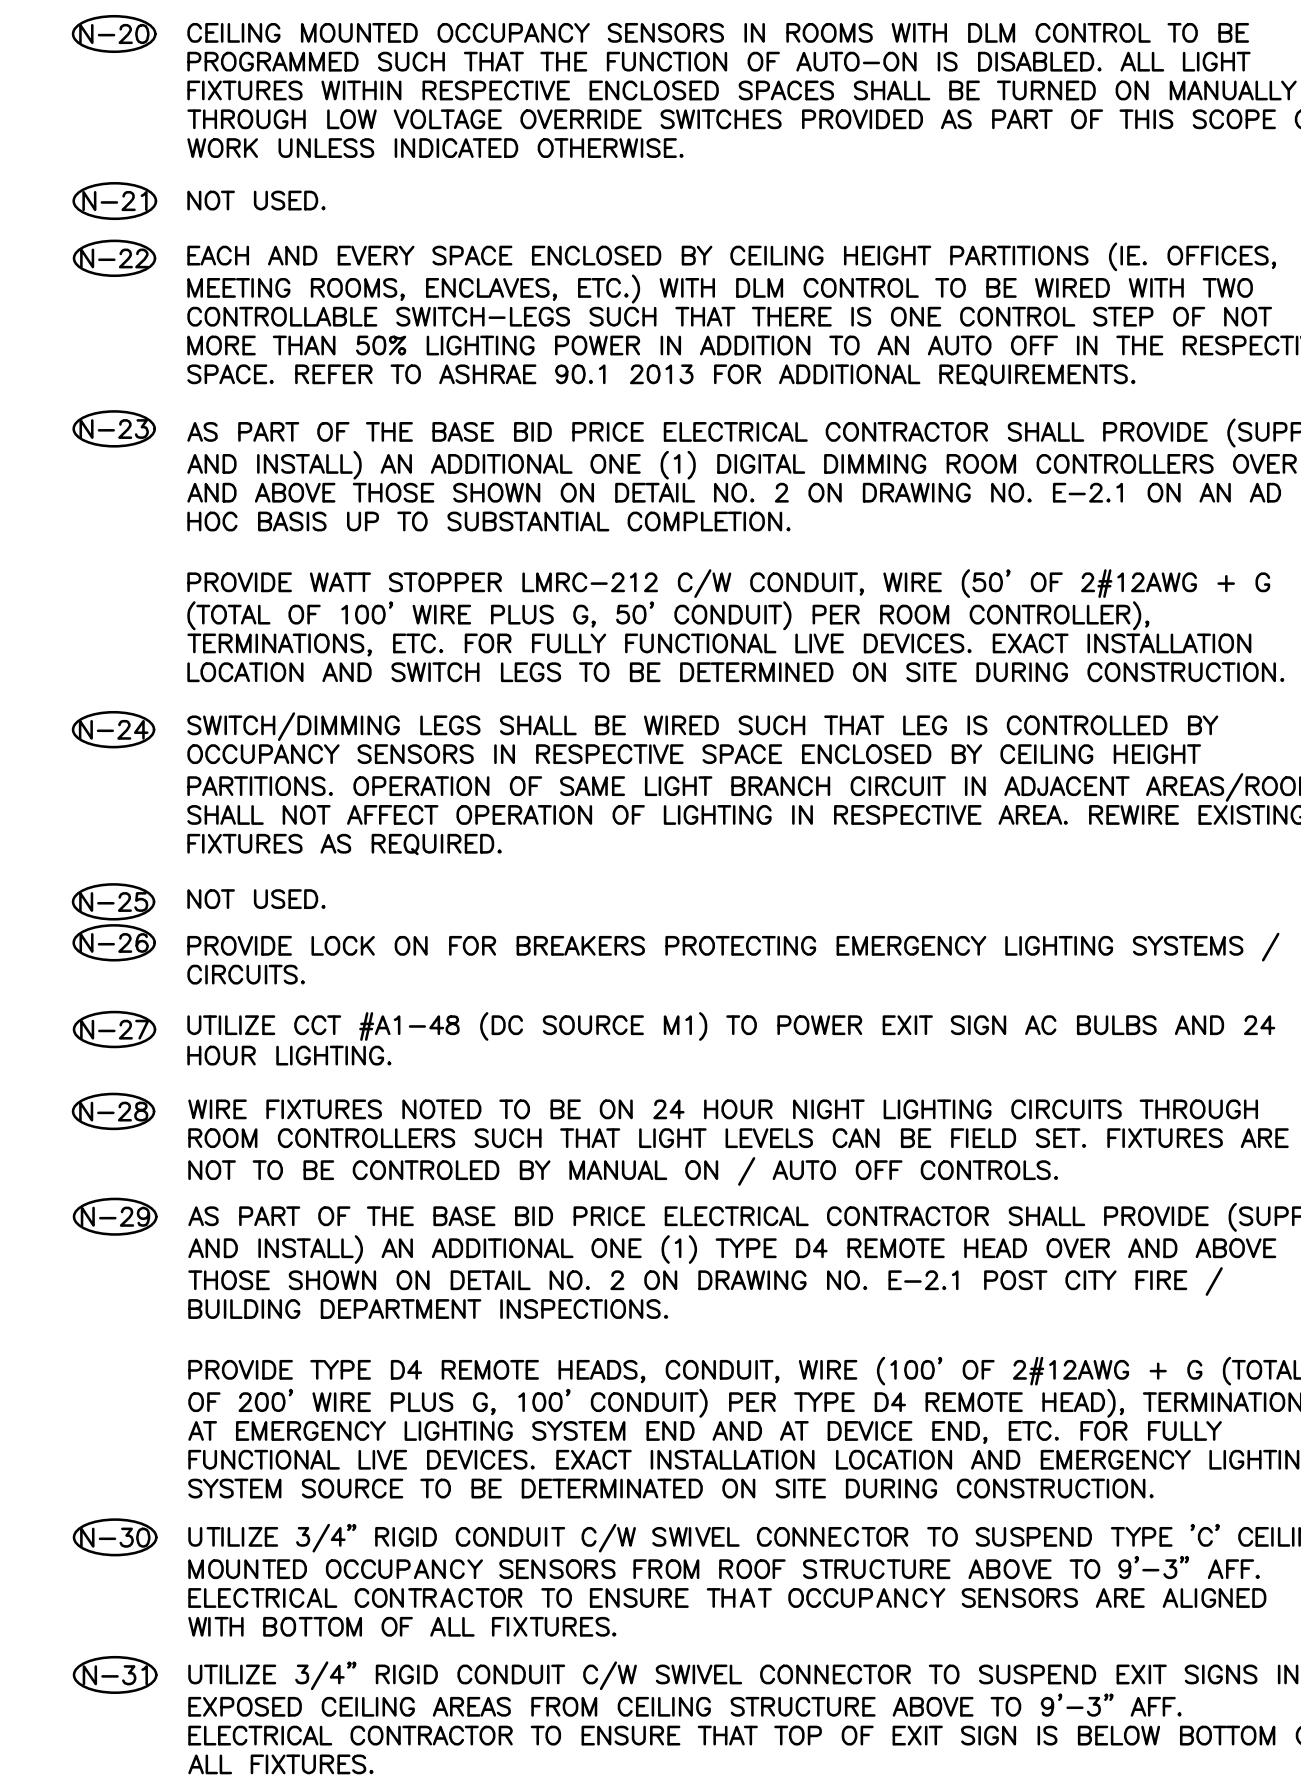 N-20 CEILING MOUNTED OCCUPANCY SENSORS IN ROOMS WITH DLM CONTROL TO BE
PROGRAMMED SUCH THAT THE FUNCTION OF AUTO-ON IS DISABLED. ALL LIGHT
FIXTURES WITHIN RESPECTIVE ENCLOSED SPACES SHALL BE TURNED ON MANUALLY
THROUGH LOW VOLTAGE OVERRIDE SWITCHES PROVIDED AS PART OF THIS SCOPE
WORK UNLESS INDICATED OTHERWISE.
N-21 NOT USED.
N-22 EACH AND EVERY SPACE ENCLOSED BY CEILING HEIGHT PARTITIONS (IE. OFFICES,
MEETING ROOMS, ENCLAVES, ETC.) WITH DLM CONTROL TO BE WIRED WITH TWO
CONTROLLABLE SWITCH-LEGS SUCH THAT THERE IS ONE CONTROL STEP OF NOT
MORE THAN 50% LIGHTING POWER IN ADDITION TO AN AUTO OFF IN THE
SPACE. REFER TO ASHRAE 90.1 2013 FOR ADDITIONAL REQUIREMENTS.
N-23 AS PART OF THE BASE BID PRICE ELECTRICAL CONTRACTOR SHALL PROVIDE
AND INSTALL) AN ADDITIONAL ONE (1) DIGITAL DIMMING ROOM CONTROLLERS OVER
AND ABOVE THOSE SHOWN ON DETAIL NO. 2 ON DRAWING NO. E-2.1 ON AN AD
HOC BASIS UP TO SUBSTANTIAL COMPLETION.
PROVIDE WATT STOPPER LMRC-212 C/W CONDUIT, WIRE (50' OF 2#12AWG + G
(TOTAL OF 100' WIRE PLUS G, 50' CONDUIT) PER ROOM CONTROLLER),
TERMINATIONS, ETC. FOR FULLY FUNCTIONAL LIVE DEVICES. EXACT INSTALLATION
LOCATION AND SWITCH LEGS TO BE DETERMINED ON SITE DURING CONSTRUCTION.
N-24 SWITCH/DIMMING LEGS SHALL BE WIRED SUCH THAT LEG IS CONTROLLED BY
OCCUPANCY SENSORS IN RESPECTIVE SPACE ENCLOSED BY CEILING HEIGHT
PARTITIONS. OPERATION OF SAME LIGHT BRANCH CIRCUIT IN ADJACENT
SHALL NOT AFFECT OPERATION OF LIGHTING IN RESPECTIVE AREA. REWIRE EXISTING
FIXTURES AS REQUIRED.
N-25 NOT USED.
N-26 PROVIDE LOCK ON FOR BREAKERS PROTECTING EMERGENCY LIGHTING SYSTEMS /
CIRCUITS.
N-27 UTILIZE CCT #A1-48 (DC SOURCE M1) TO POWER EXIT SIGN AC BULBS AND 24
HOUR LIGHTING.
N-28 WIRE FIXTURES NOTED TO BE ON 24 HOUR NIGHT LIGHTING CIRCUITS THROUGH
ROOM CONTROLLERS SUCH THAT LIGHT LEVELS CAN BE FIELD SET. FIXTURES ARE
NOT TO BE CONTROLED BY MANUAL ON / AUTO OFF CONTROLS.
N-29 AS PART OF THE BASE BID PRICE ELECTRICAL CONTRACTOR SHALL PROVIDE
AND INSTALL) AN ADDITIONAL ONE (1) TYPE D4 REMOTE HEAD OVER AND ABOVE
THOSE SHOWN ON DETAIL NO. 2 ON DRAWING NO. E-2.1 POST CITY FIRE /
BUILDING DEPARTMENT INSPECTIONS.
PROVIDE TYPE D4 REMOTE HEADS, CONDUIT, WIRE (100' OF 2#12AWG + G (TOTAL
OF 200' WIRE PLUS G, 100' CONDUIT) PER TYPE D4 REMOTE HEAD), TERMINATION
AT EMERGENCY LIGHTING SYSTEM END AND AT DEVICE END, ETC. FOR FULLY
FUNCTIONAL LIVE DEVICES. EXACT INSTALLATION LOCATION AND EMERGENCY
SYSTEM SOURCE TO BE DETERMINATED ON SITE DURING CONSTRUCTION.
N-30 UTILIZE 3/4" RIGID CONDUIT C/W SWIVEL CONNECTOR TO SUSPEND TYPE 'C'
MOUNTED OCCUPANCY SENSORS FROM ROOF STRUCTURE ABOVE TO 9'-3" AFF.
ELECTRICAL CONTRACTOR TO ENSURE THAT OCCUPANCY SENSORS ARE ALIGNED
WITH BOTTOM OF ALL FIXTURES.
N-31 UTILIZE 3/4" RIGID CONDUIT C/W SWIVEL CONNECTOR TO SUSPEND EXIT SIGNS IN
EXPOSED CEILING AREAS FROM CEILING STRUCTURE ABOVE TO 9'-3" AFF.
ELECTRICAL CONTRACTOR TO ENSURE THAT TOP OF EXIT SIGN IS BELOW BOTTOM
ALL FIXTURES.